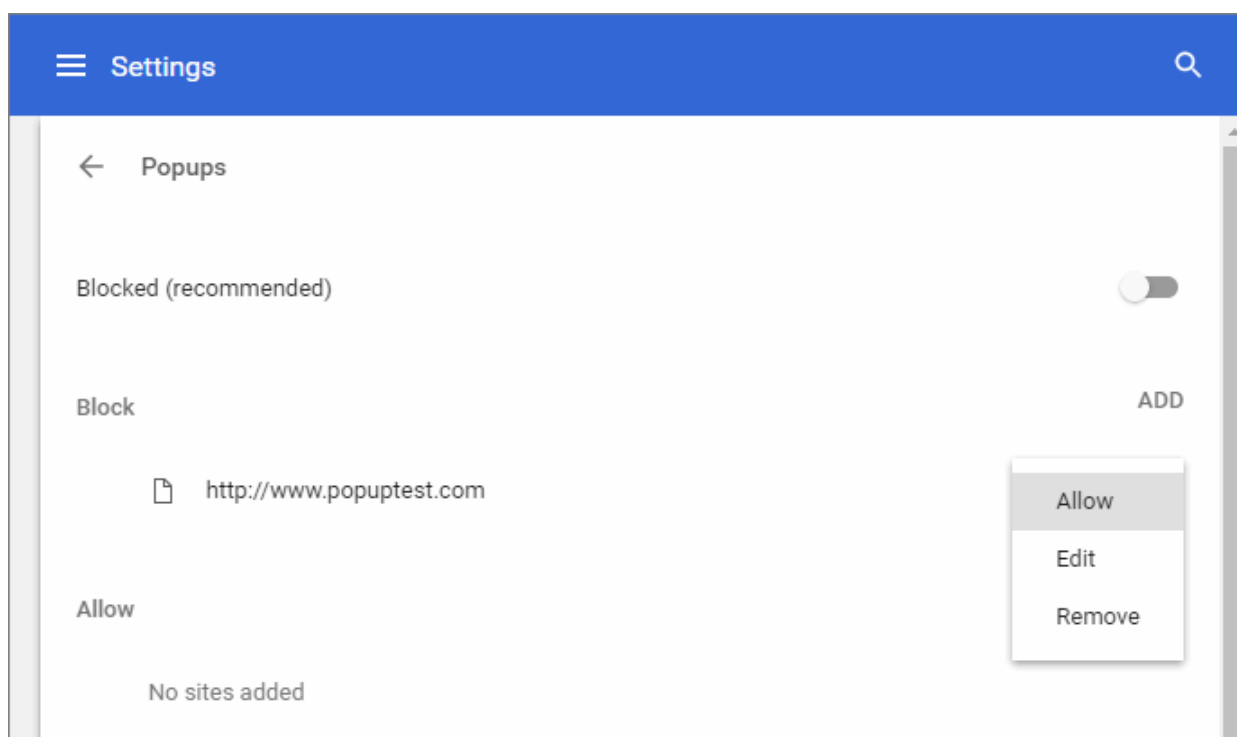 Settings
Popups
Blocked (recommended)
Block
ADD
http://www.popuptest.com
Allow
Edit
Remove
Allow
No sites added